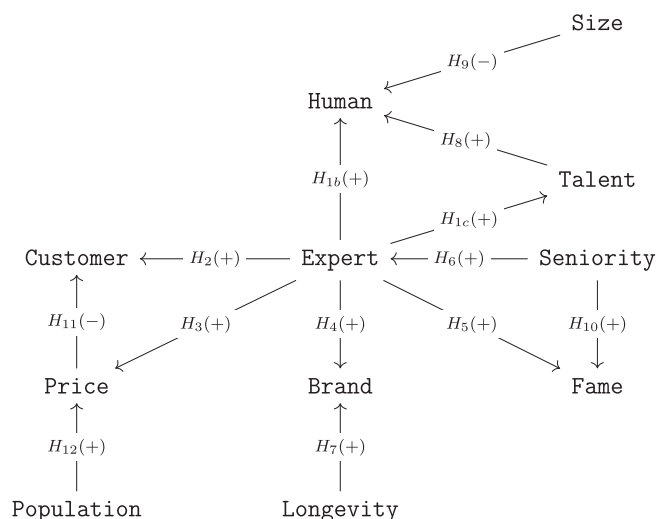 Size
H9(-)
Human
H8(+)
H1b(+)
Talent
H1c(+)
Customer
H2(+)
Expert
H6(+)
Seniority
H11(-)
H3(+)
H4(+)
H5(+)
H10(+)
Price
Brand
Fame
H12(+)
H7(+)
Population
Longevity